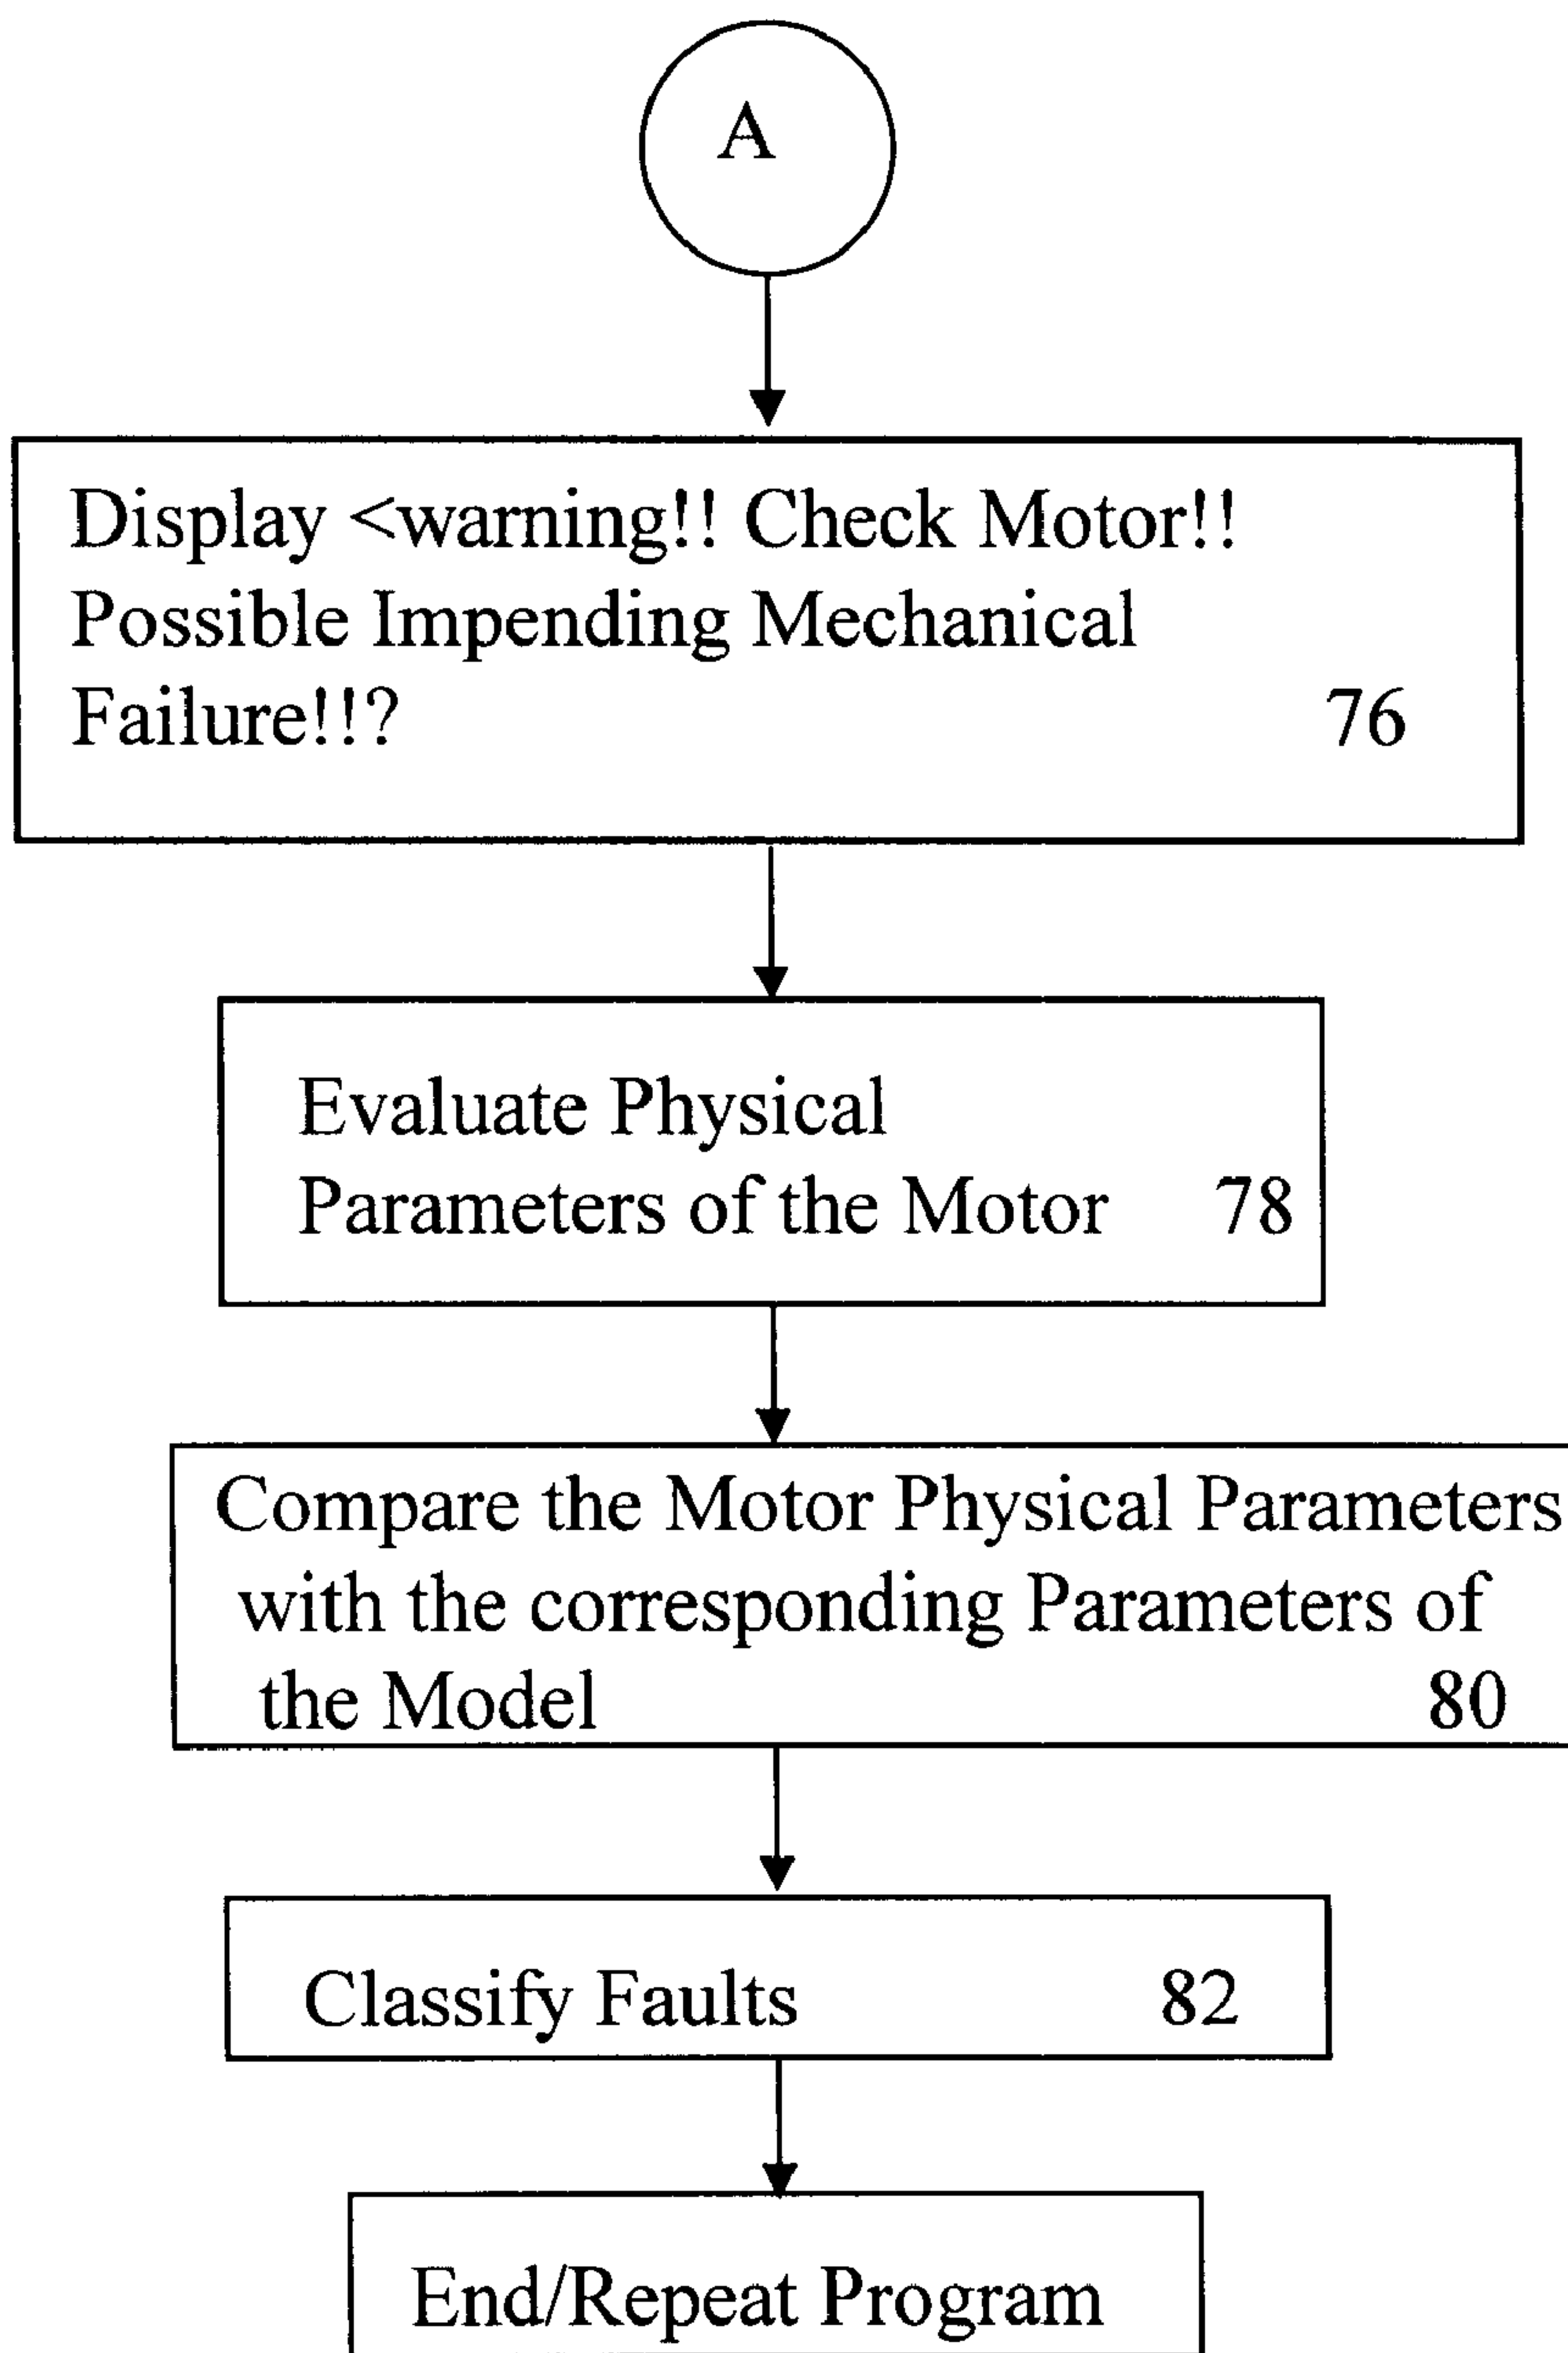 A
Display <warning!! Check Motor!!
Possible Impending Mechanical
Failure!!? 76
Evaluate Physical
Parameters of the Motor 78
Compare the Motor Physical Parameters
with the corresponding Parameters of
the Model 80
Classify Faults 82
End/Repeat Program